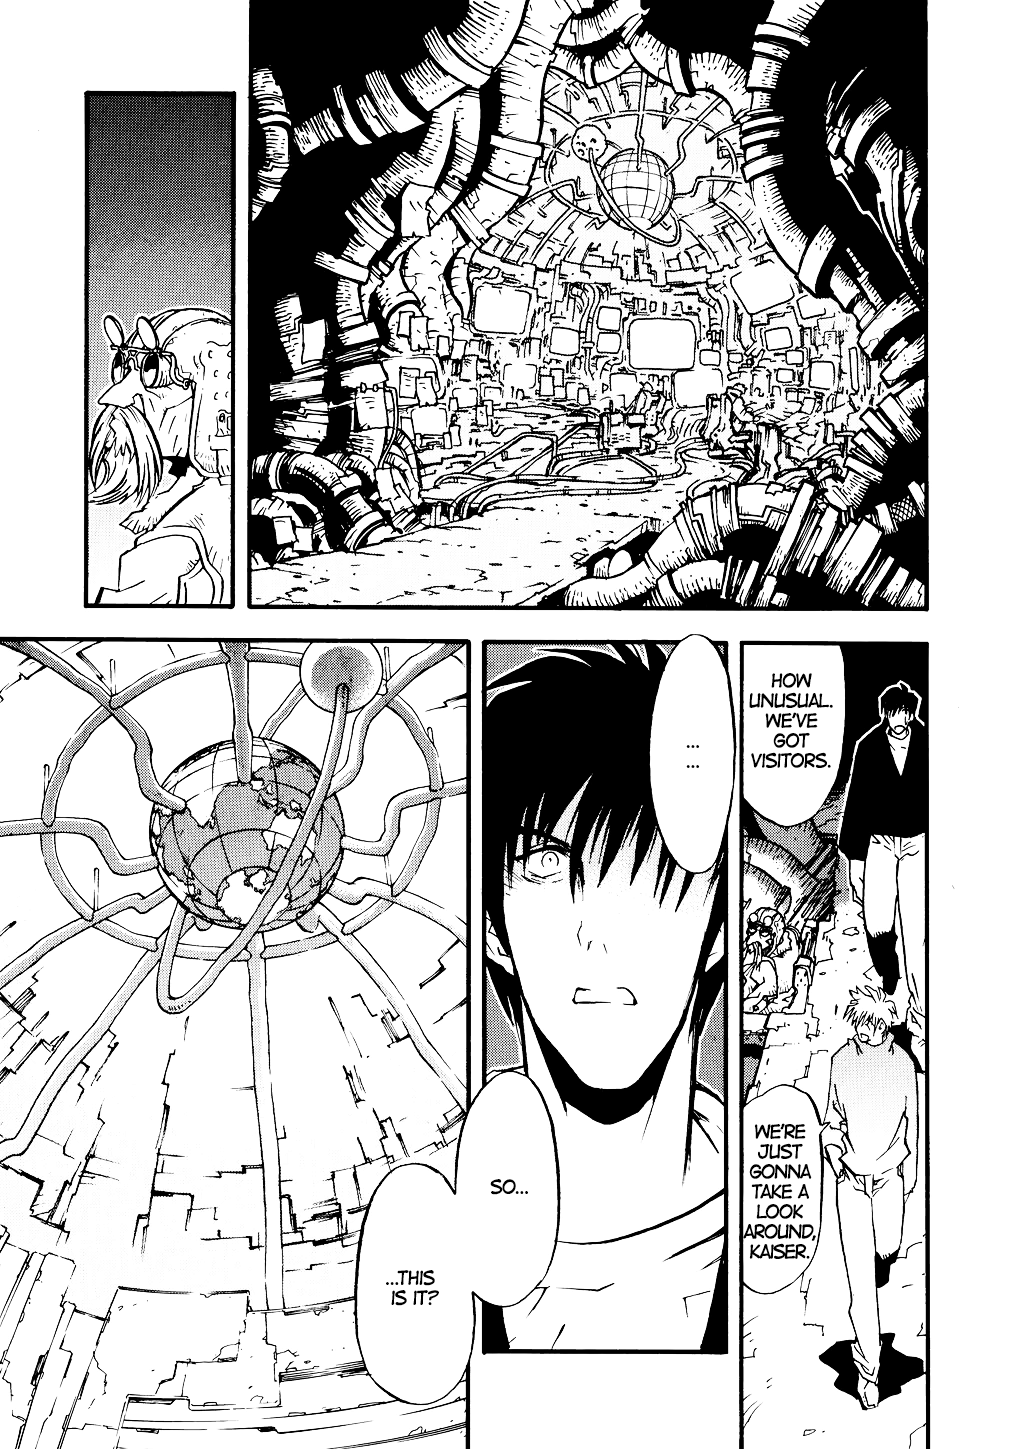 HOW
UNUSUAL.
WE'VE
GOT
VISITORS.
WE'RE
JUST
GONNA
TAKE A
LOOK
AROUND,
KAISER.
...
...
SO...
...THIS
IS IT?